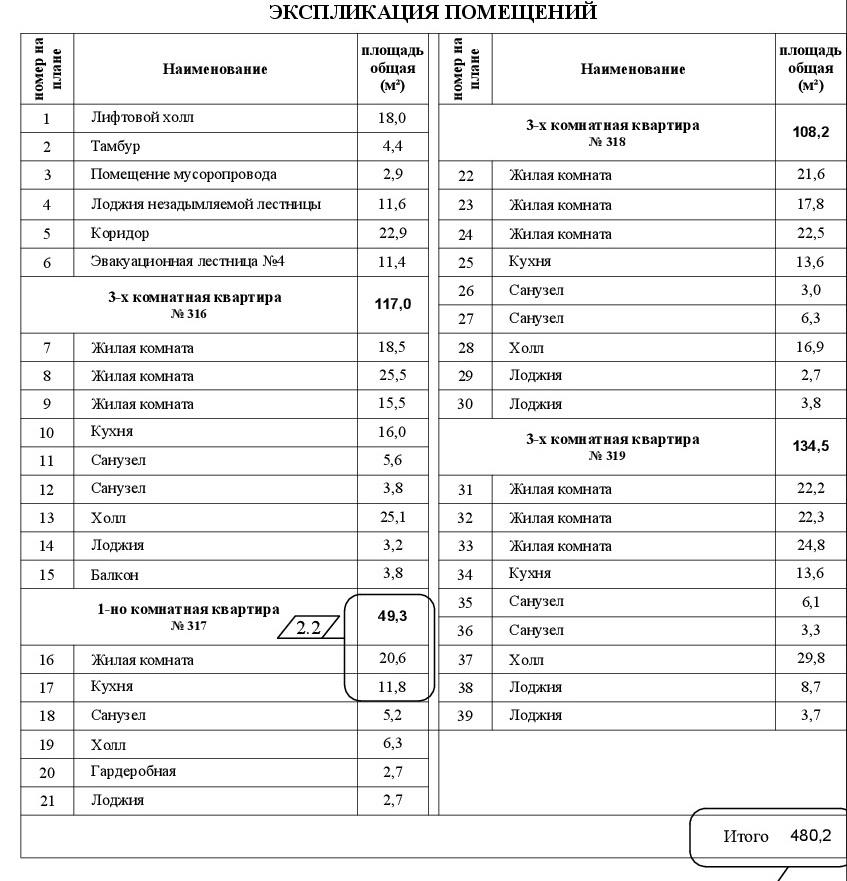 ЭКСПЛИКАЦИЯ ПОМЕЩЕНИЙ
номер на плане Наименование площадь общая (м²)
1 Лифтовой холл 18,0
2 Тамбур 4,4
3 Помещение мусоропровода 2,9
4 Лоджия незадымляемой лестницы 11,6
5 Коридор 22,9
6 Эвакуационная лестница №4 11,4
3-х комнатная квартира 117,0
№ 316
7 Жилая комната 18,5
8 Жилая комната 25,5
9 Жилая комната 15,5
10 Кухня 16,0
11 Санузел 5,6
12 Санузел 3,8
13 Холл 25,1
14 Лоджия 3,2
15 Балкон 3,8
1-но комнатная квартира 49,3
№ 317 2.2
16 Жилая комната 20,6
17 Кухня 11,8
18 Санузел 5,2
19 Холл 6,3
20 Гардеробная 2,7
21 Лоджия 2,7
номер на плане Наименование площадь общая (м²)
3-х комнатная квартира 108,2
№ 318
22 Жилая комната 21,6
23 Жилая комната 17,8
24 Жилая комната 22,5
25 Кухня 13,6
26 Санузел 3,0
27 Санузел 6,3
28 Холл 16,9
29 Лоджия 2,7
30 Лоджия 3,8
3-х комнатная квартира 134,5
№ 319
31 Жилая комната 22,2
32 Жилая комната 22,3
33 Жилая комната 24,8
34 Кухня 13,6
35 Санузел 6,1
36 Санузел 3,3
37 Холл 29,8
38 Лоджия 8,7
39 Лоджия 3,7
Итого 480,2